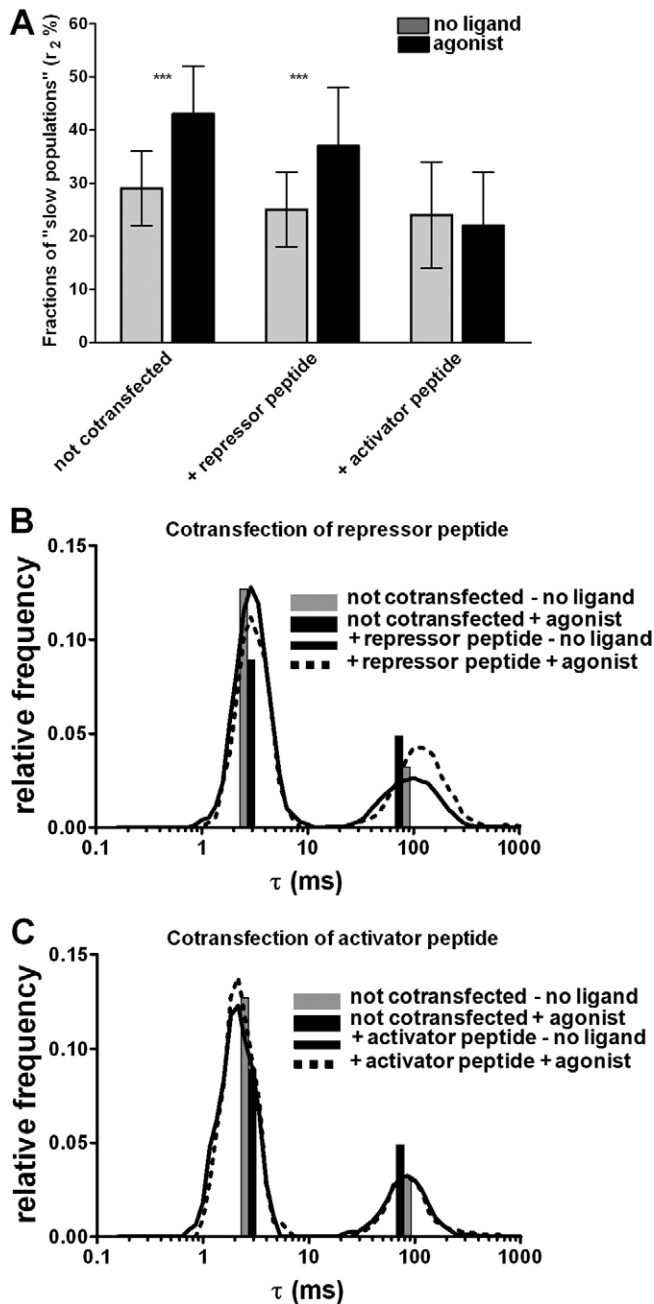 A
Fractions of "slow populations" (r2 %)
no ligand
agonist
60
50
40
30
20
10
0
***
***
not cotransfected
+ repressor peptide
+ activator peptide
B
Cotransfection of repressor peptide
relative frequency
0.15
0.10
0.05
0.00
not cotransfected - no ligand
not cotransfected + agonist
+ repressor peptide - no ligand
+ repressor peptide + agonist
0.1 1 10 100 1000
τ (ms)
C
Cotransfection of activator peptide
relative frequency
0.15
0.10
0.05
0.00
not cotransfected - no ligand
not cotransfected + agonist
+ activator peptide - no ligand
+ activator peptide + agonist
0.1 1 10 100 1000
τ (ms)